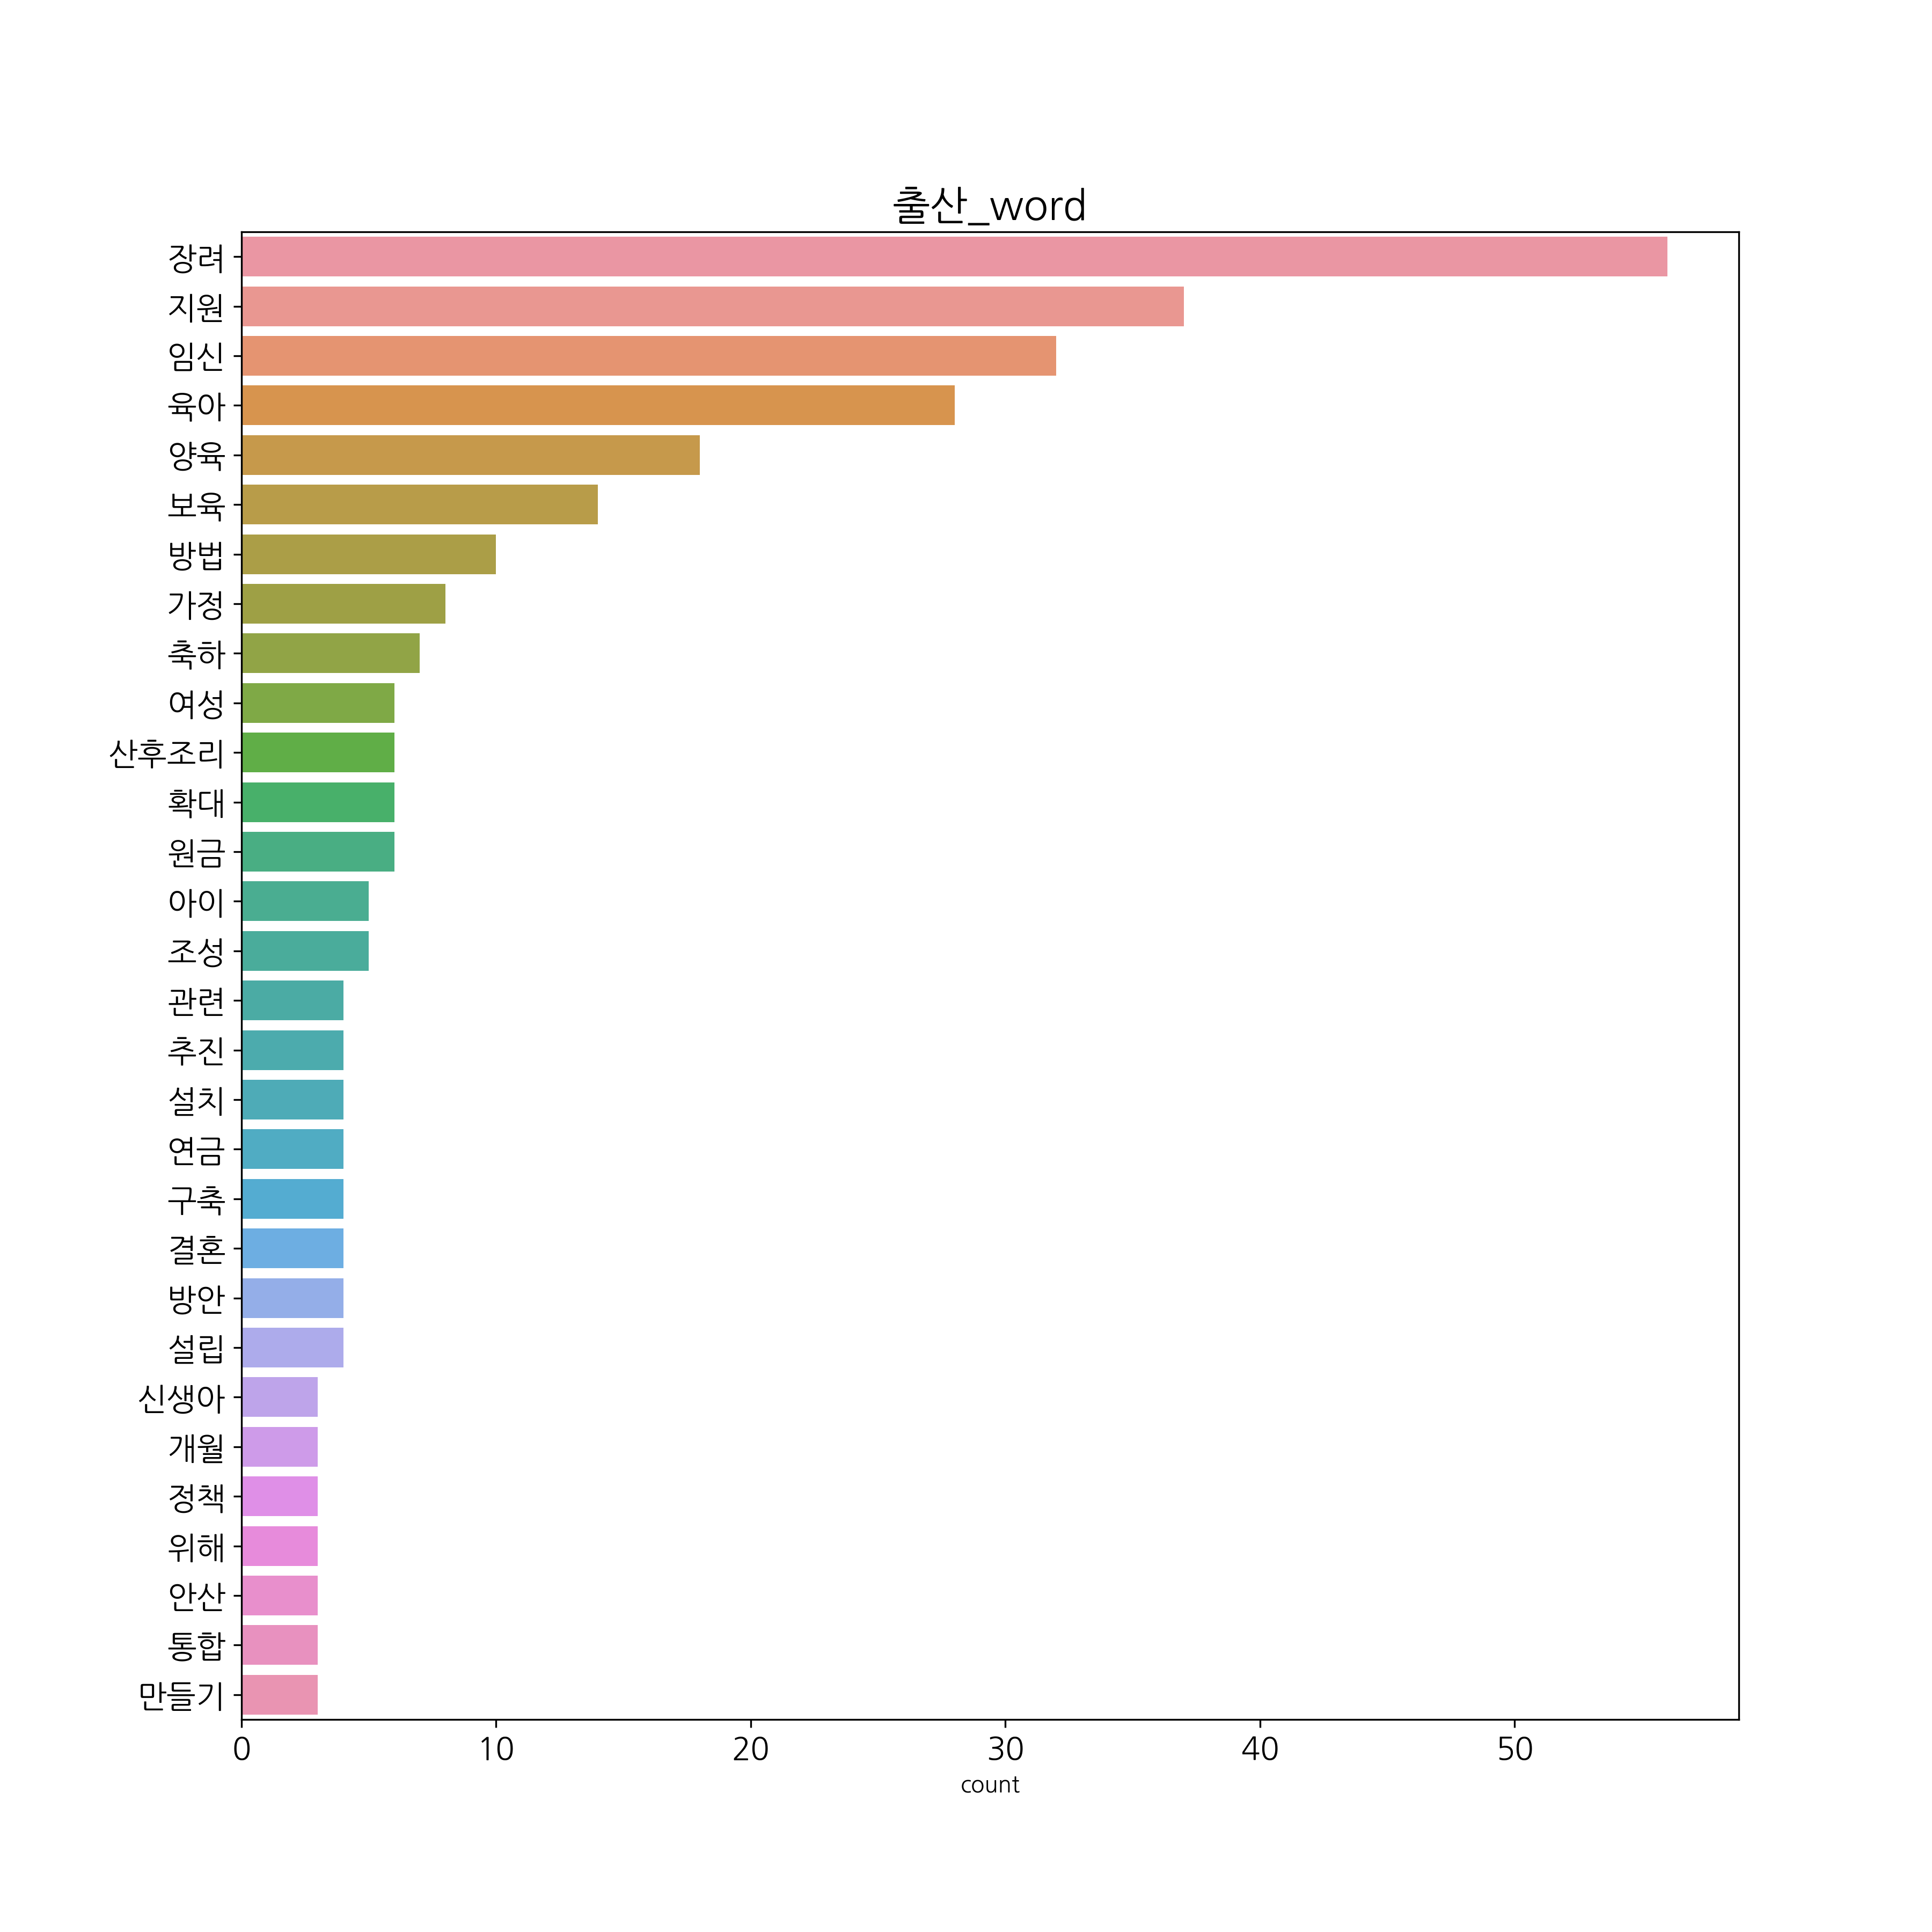 출산_word
장려
지원
임신
육아
양육
보육
방법
가정
축하
여성
산후조리
확대
원금
아이
조성
관련
추진
설치
연금
구축
결혼
방안
설립
신생아
개월
정책
위해
안산
통합
만들기
0 10 20 30 40 50
count